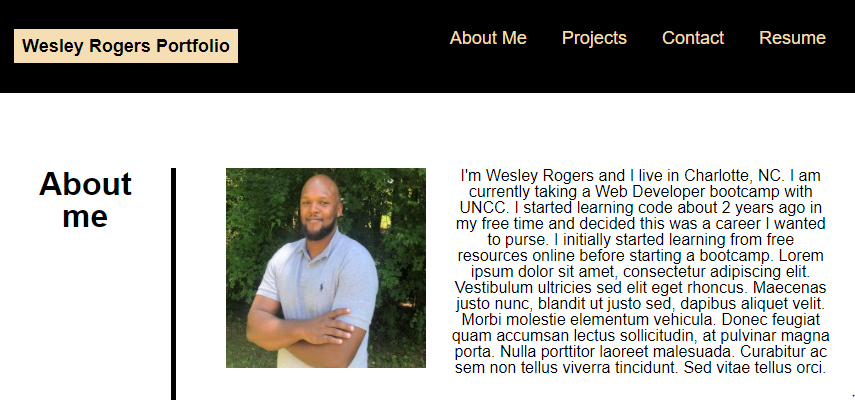 Wesley Rogers Portfolio
About Me Projects Contact Resume
About
me
I'm Wesley Rogers and I live in Charlotte, NC. I am
currently taking a Web Developer bootcamp with
UNCC. I started learning code about 2 years ago in
my free time and decided this was a career I wanted
to purse. I initially started learning from free
resources online before starting a bootcamp. Lorem
ipsum dolor sit amet, consectetur adipiscing elit.
Vestibulum ultricies sed elit eget rhoncus. Maecenas
justo nunc, blandit ut justo sed, dapibus aliquet velit.
Morbi molestie elementum vehicula. Donec feugiat
quam accumsan lectus sollicitudin, at pulvinar magna
porta. Nulla porttitor laoreet malesuada. Curabitur ac
sem non tellus viverra tincidunt. Sed vitae tellus orci.